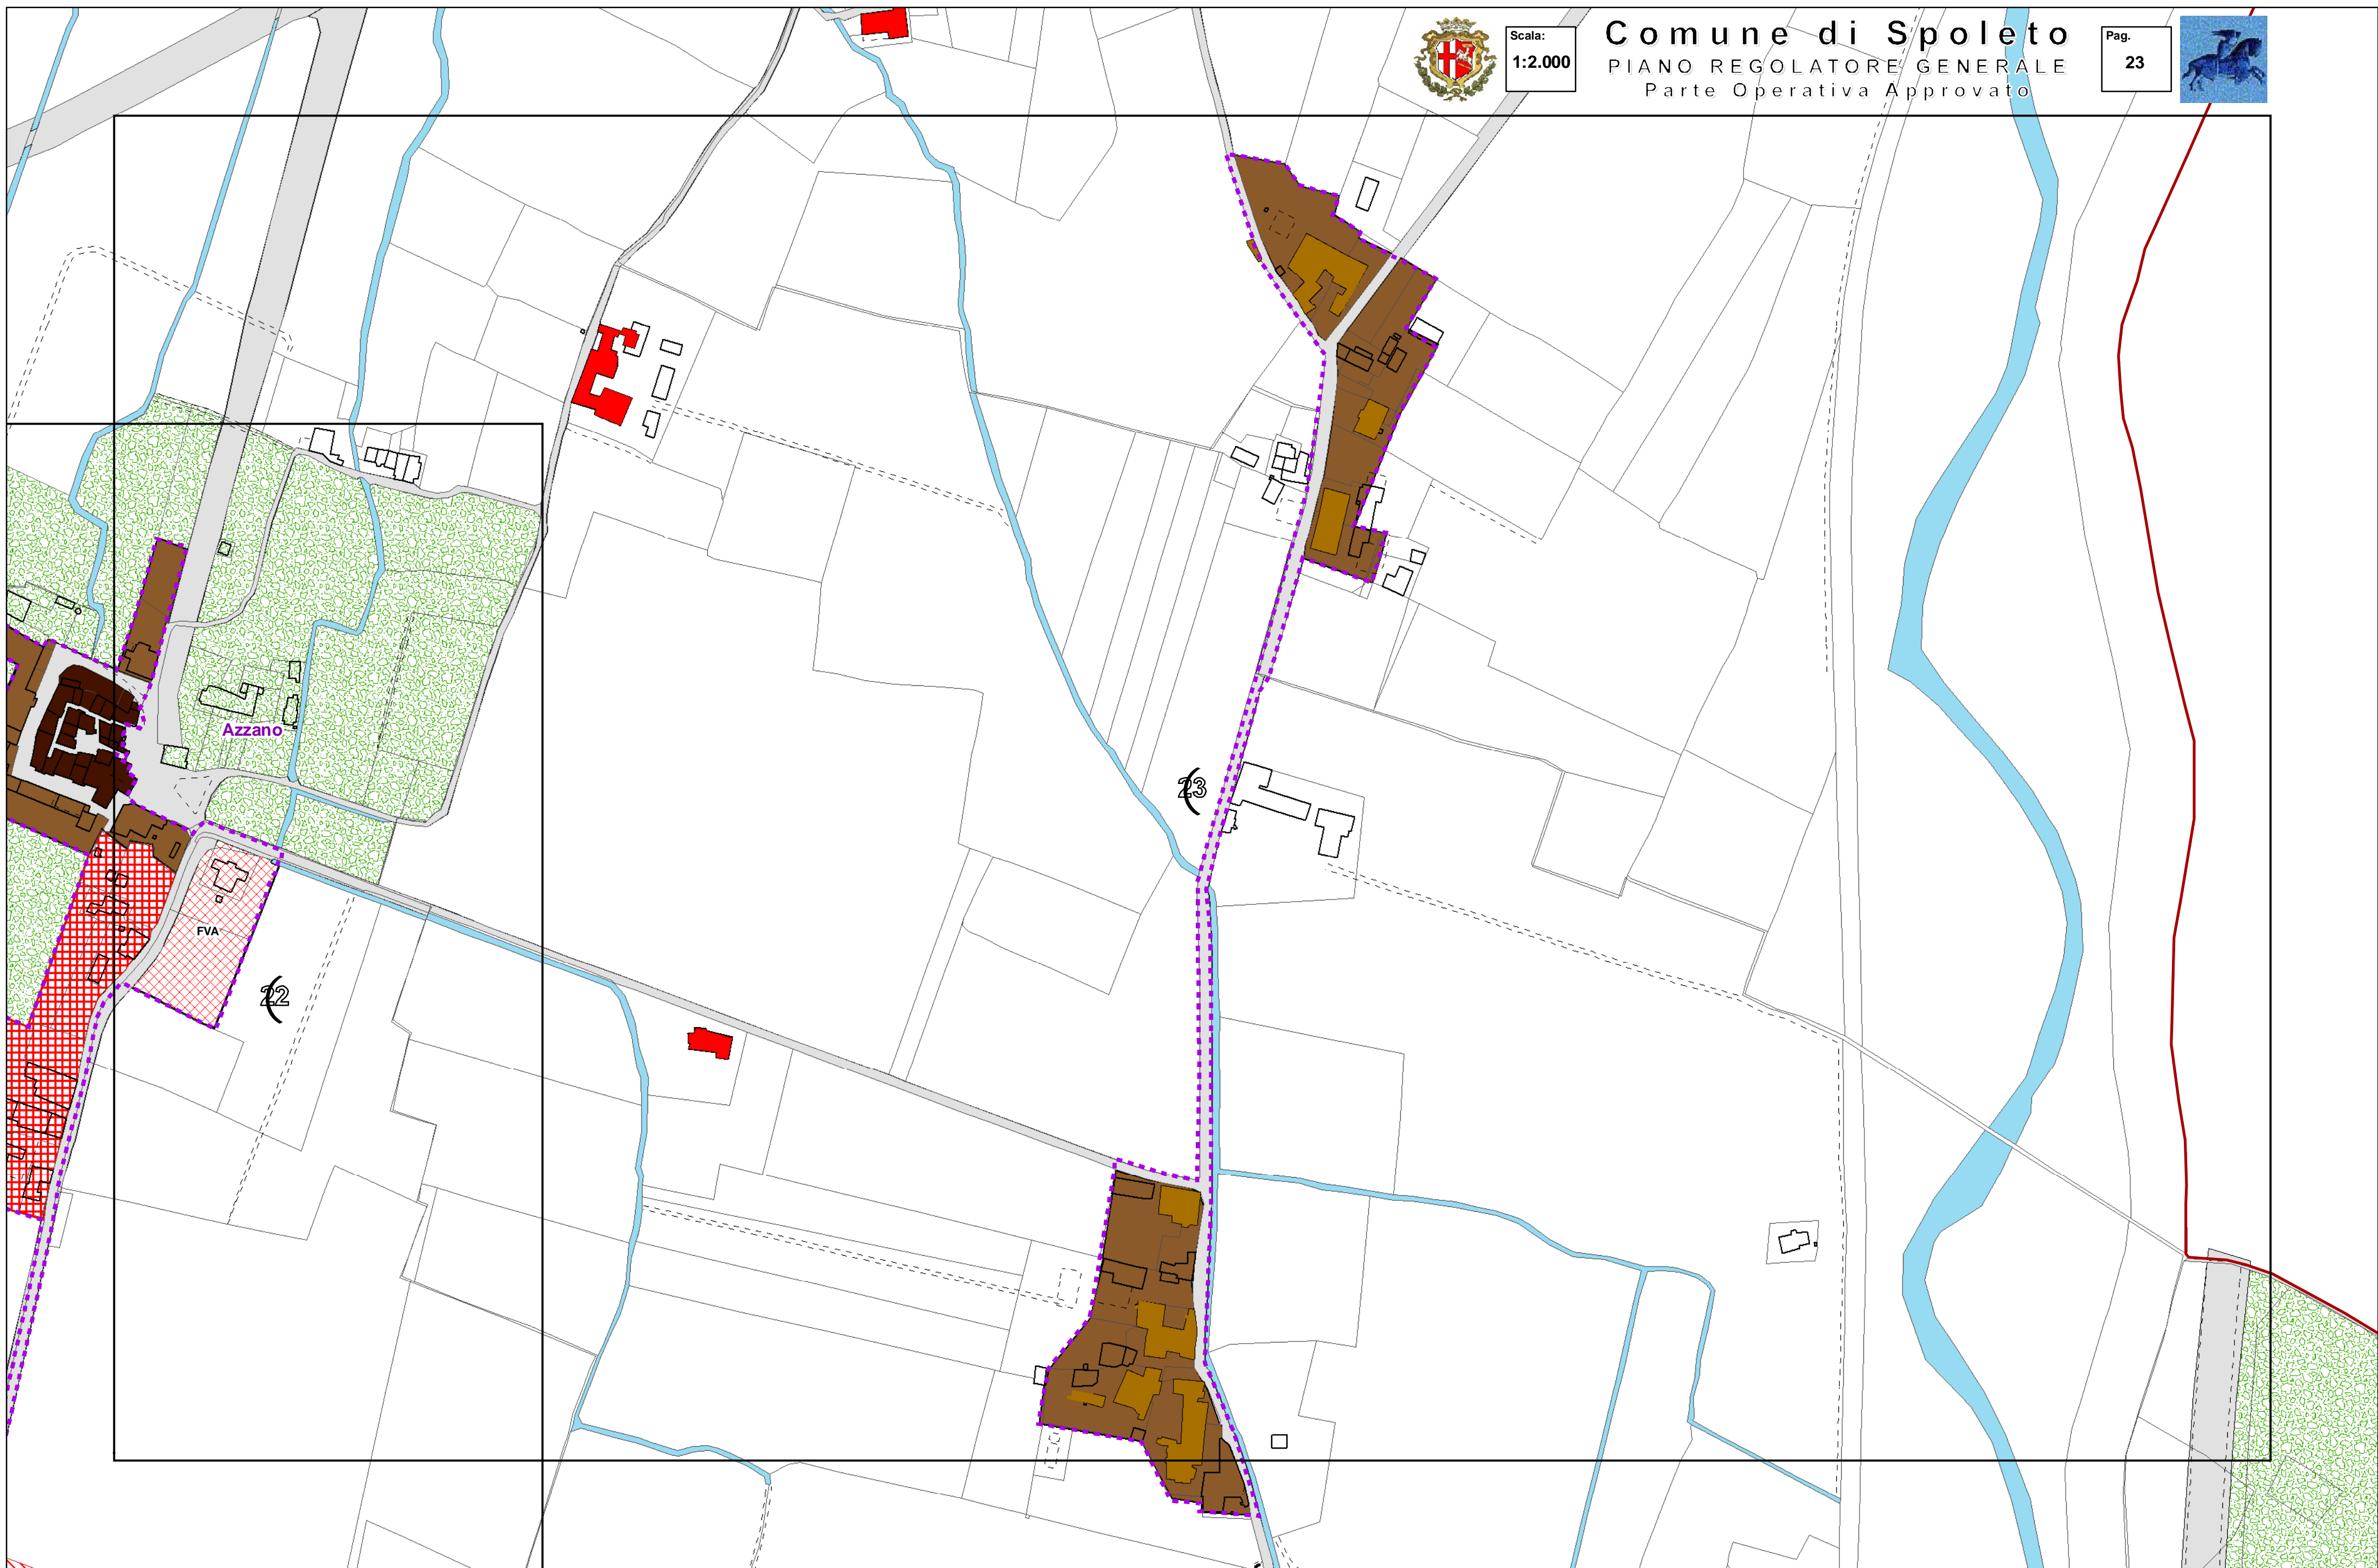 Scala:
1:2.000
Comune di Spoleto
PIANO REGOLATORE GENERALE
Parte Operativa Approvato
Pag.
23
Azzano
23
FVA
22